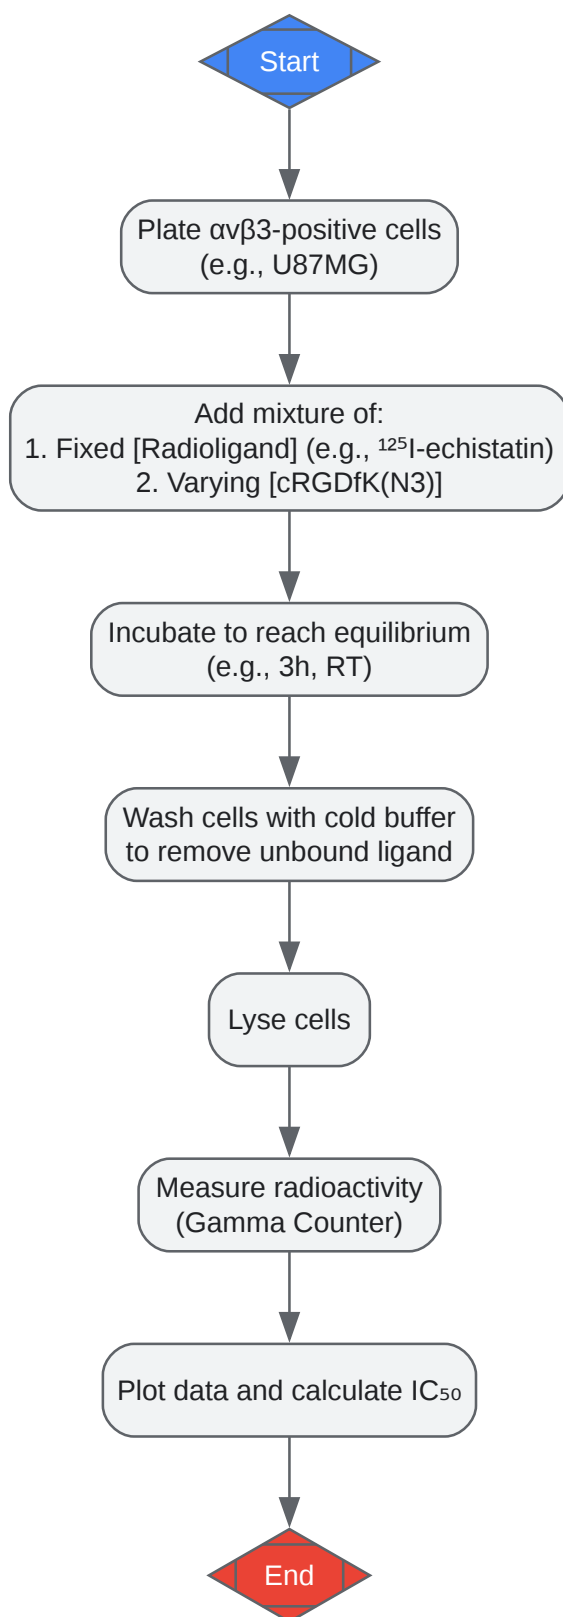 Start
Plate αvβ3-positive cells
(e.g., U87MG)
Add mixture of:
1. Fixed [Radioligand] (e.g., ¹²⁵I-echistatin)
2. Varying [cRGDfK(N3)]
Incubate to reach equilibrium
(e.g., 3h, RT)
Wash cells with cold buffer
to remove unbound ligand
Lyse cells
Measure radioactivity
(Gamma Counter)
Plot data and calculate IC₅₀
End